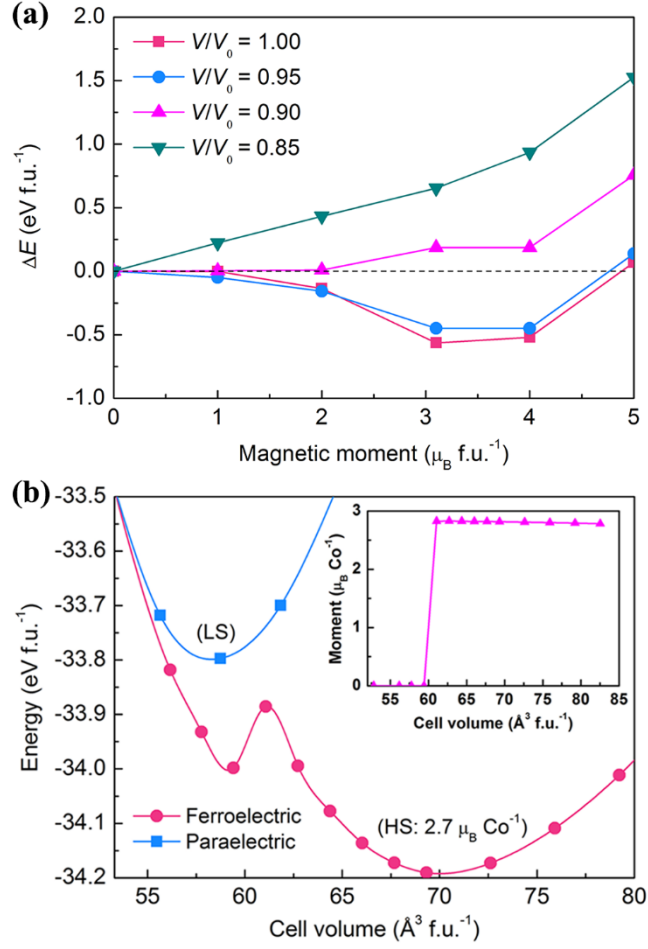 (a)
2.0
1.5
1.0
0.5
0.0
-0.5
-1.0
ΔE (eV f.u.⁻¹)
V/V₀ = 1.00
V/V₀ = 0.95
V/V₀ = 0.90
V/V₀ = 0.85
0 1 2 3 4 5
Magnetic moment (μ_B f.u.⁻¹)
(b)
-33.5
-33.6
-33.7
-33.8
-33.9
-34.0
-34.1
-34.2
Energy (eV f.u.⁻¹)
(LS)
(HS: 2.7 μ_B Co⁻¹)
Ferroelectric
Paraelectric
3
2
1
0
Moment (μ_B Co⁻¹)
55 60 65 70 75 80 85
Cell volume (Å³ f.u.⁻¹)
55 60 65 70 75 80
Cell volume (Å³ f.u.⁻¹)